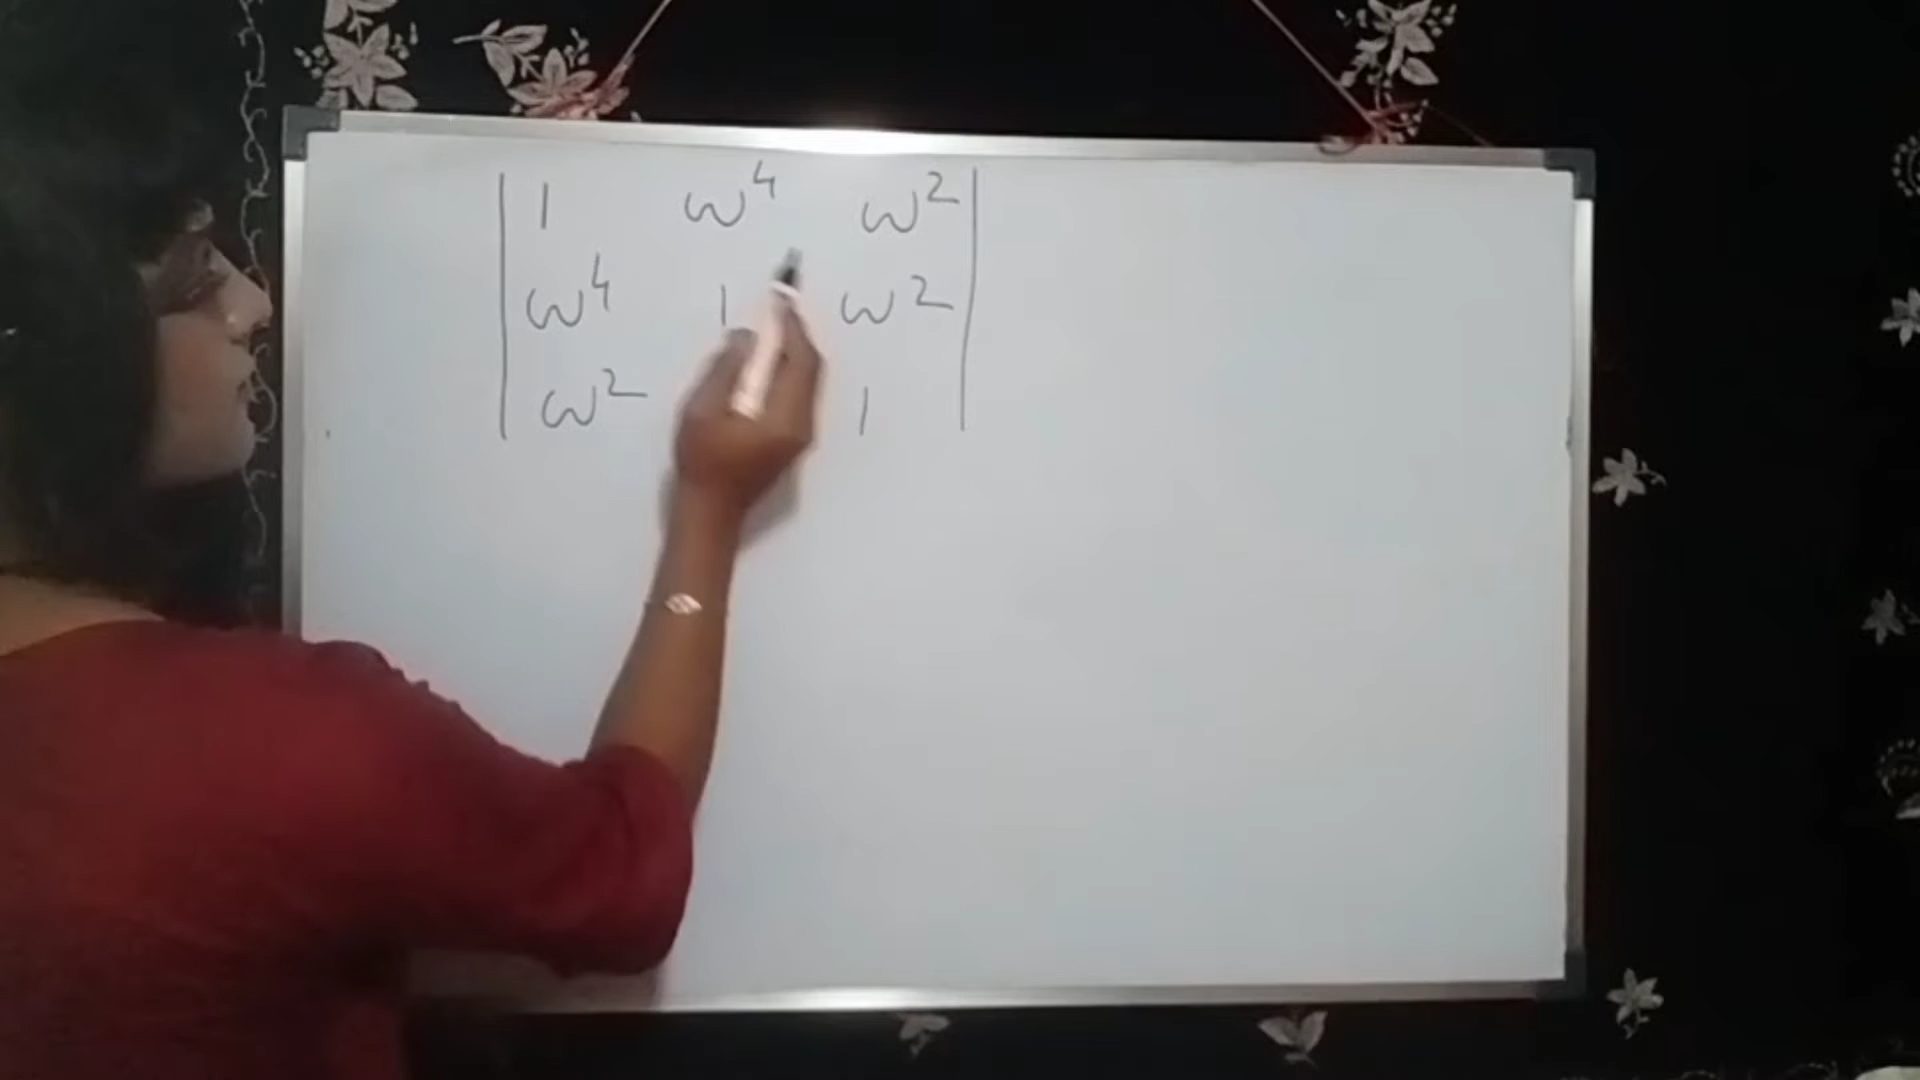 | 1 ω⁴ ω² |
| ω⁴ 1 ω² |
| ω² 1 |